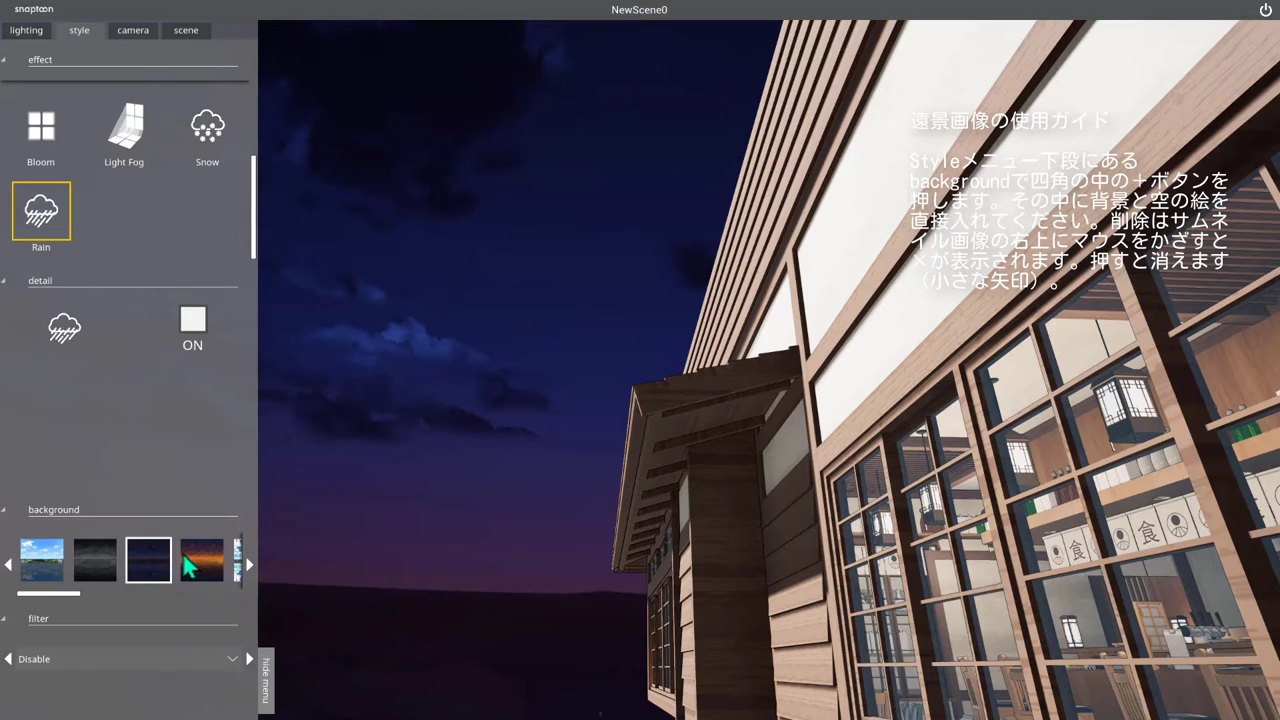 snaptoon
NewScene0
lighting
style
camera
scene
effect
Bloom
Light Fog
Snow
Rain
detail
ON
background
filter
Disable
hide menu
遠景画像の使用ガイド
Styleメニュー下段にある
backgroundで四角の中の＋ボタンを
押します。その中に背景と空の絵を
直接入れてください。削除はサムネ
イル画像の右上にマウスをかざすと
×が表示されます。押すと消えます
（小さな矢印）。
食
食